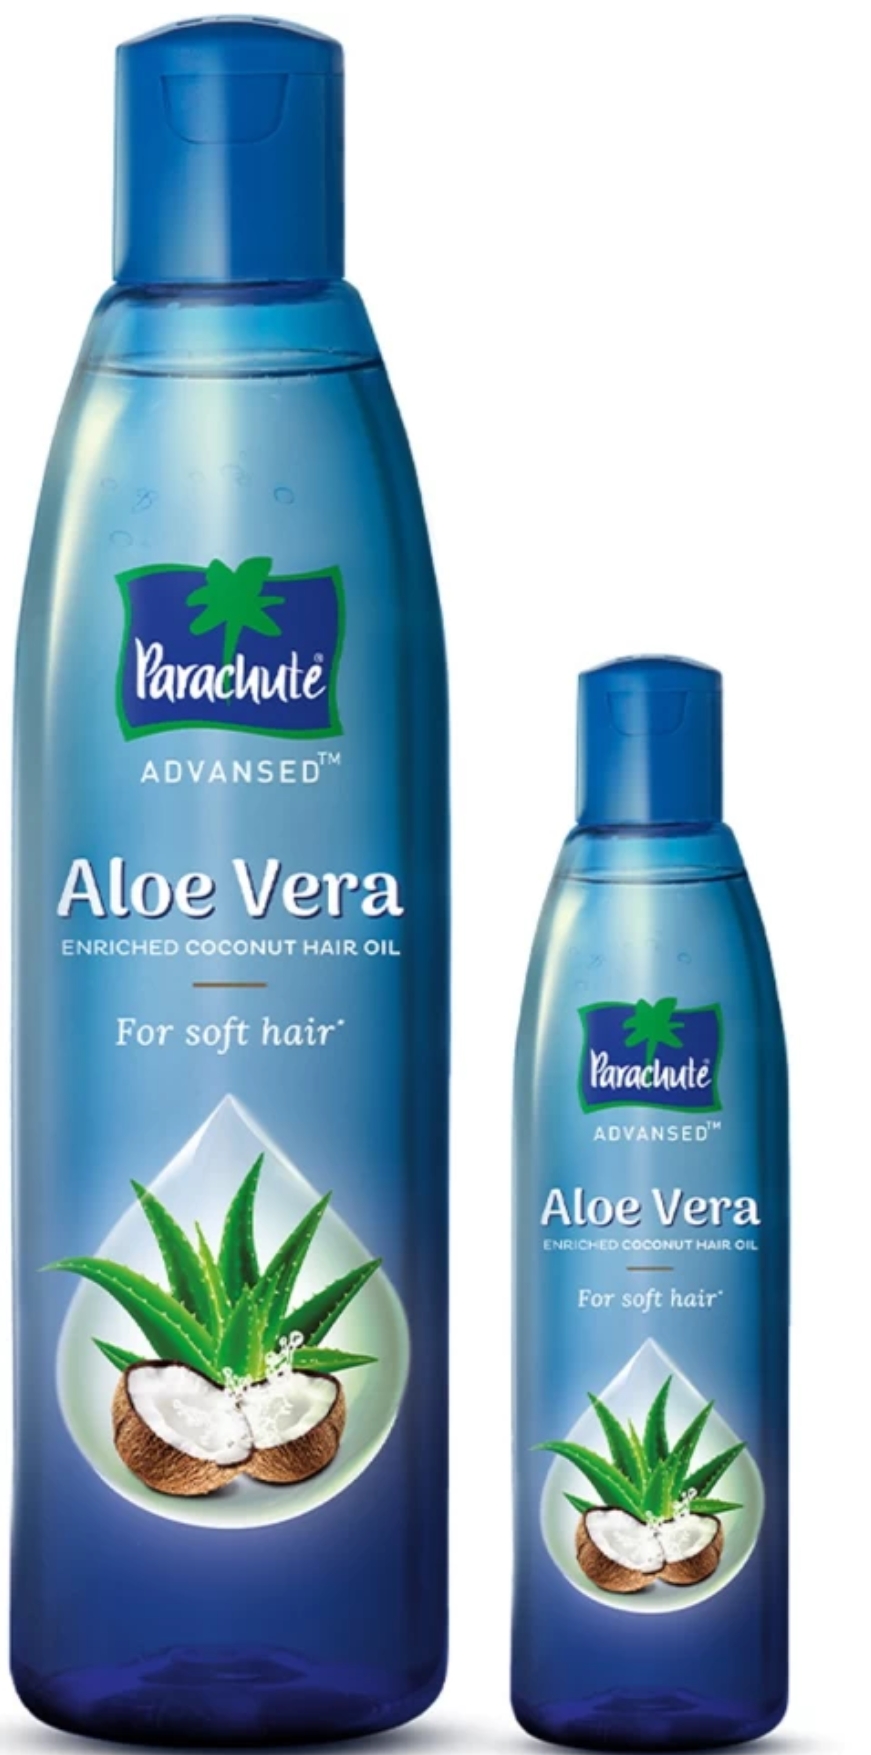 Parachute®
ADVANSED™
Aloe Vera
ENRICHED COCONUT HAIR OIL
For soft hair*
Parachute®
ADVANSED™
Aloe Vera
ENRICHED COCONUT HAIR OIL
For soft hair*